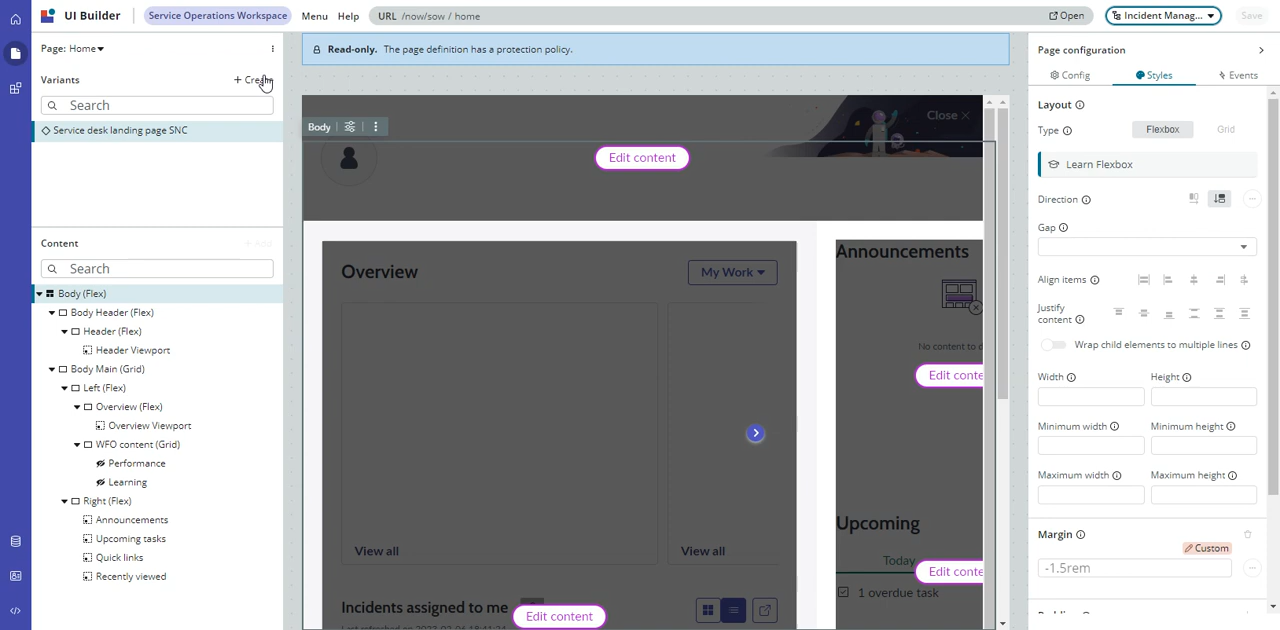 UI Builder
Service Operations Workspace
Menu Help
URL /now/sow / home
Open
Incident Manag...
Save
Page: Home
Variants
+ Create
Search
Service desk landing page SNC
Content
+ Add
Search
Body (Flex)
Body Header (Flex)
Header (Flex)
Header Viewport
Body Main (Grid)
Left (Flex)
Overview (Flex)
Overview Viewport
WFO content (Grid)
Performance
Learning
Right (Flex)
Announcements
Upcoming tasks
Quick links
Recently viewed
Read-only. The page definition has a protection policy.
Close
Body
Edit content
Overview
My Work
View all
View all
Incidents assigned to me
Edit content
Announcements
No content to d
Edit conte
Upcoming
Today
Edit conte
1 overdue task
Page configuration
Config
Styles
Events
Layout
Type
Flexbox
Grid
Learn Flexbox
Direction
Gap
Align items
Justify
content
Wrap child elements to multiple lines
Width Height
Minimum width Minimum height
Maximum width Maximum height
Margin
Custom
-1.5rem